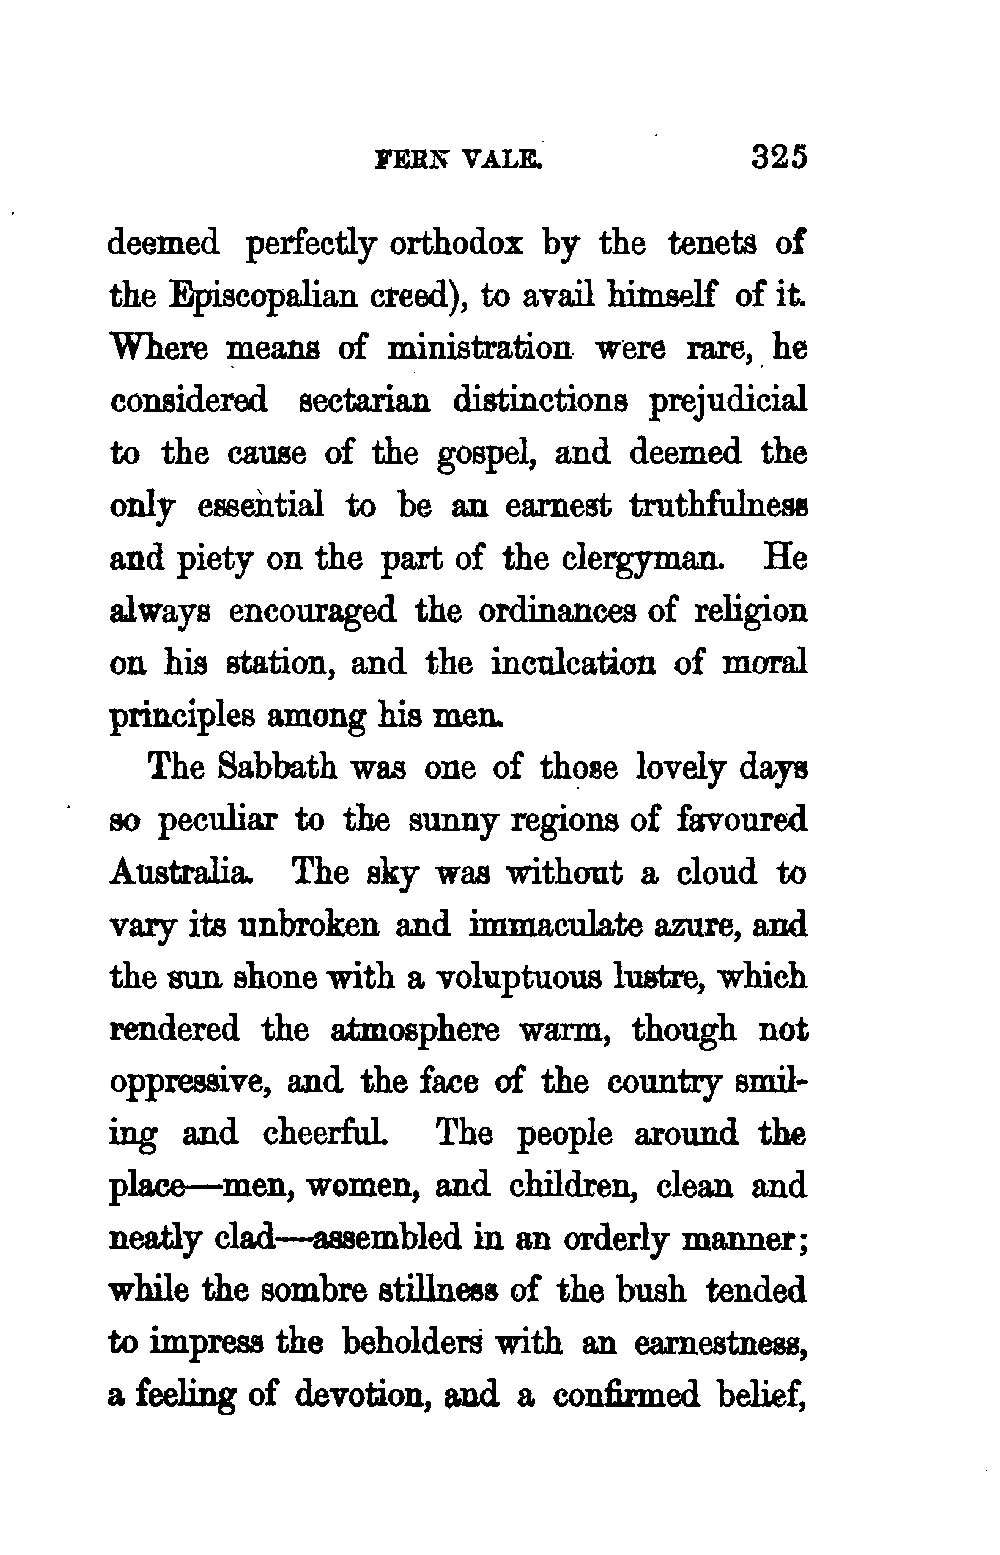 FERN VALE. 325
deemed perfectly orthodox by the tenets of
the Episcopalian creed), to avail himself of it.
Where means of ministration were rare, he
considered sectarian distinctions prejudicial
to the cause of the gospel, and deemed the
only essential to be an earnest truthfulness
and piety on the part of the clergyman. He
always encouraged the ordinances of religion
on his station, and the inculcation of moral
principles among his men.
The Sabbath was one of those lovely days
so peculiar to the sunny regions of favoured
Australia. The sky was without a cloud to
vary its unbroken and immaculate azure, and
the sun shone with a voluptuous lustre, which
rendered the atmosphere warm, though not
oppressive, and the face of the country smil-
ing and cheerful. The people around the
place—men, women, and children, clean and
neatly clad—assembled in an orderly manner;
while the sombre stillness of the bush tended
to impress the beholders with an earnestness,
a feeling of devotion, and a confirmed belief,